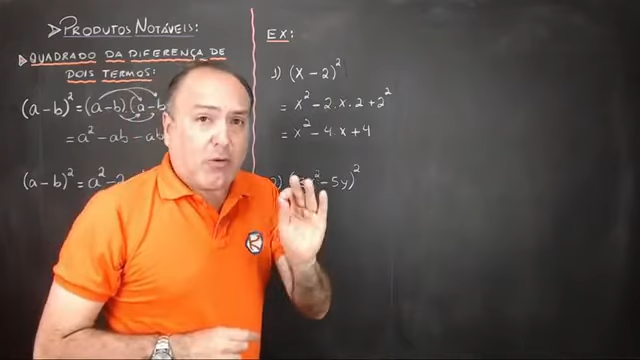 PRODUTOS NOTÁVEIS:
QUADRADO DA DIFERENÇA DE
DOIS TERMOS:
(a-b)² = (a-b)(a-b
= a² - ab - ab
(a-b)² = a² - 2
EX:
1) (x-2)²
= x² - 2.x.2 + 2²
= x² - 4.x + 4
x² - 5y)²